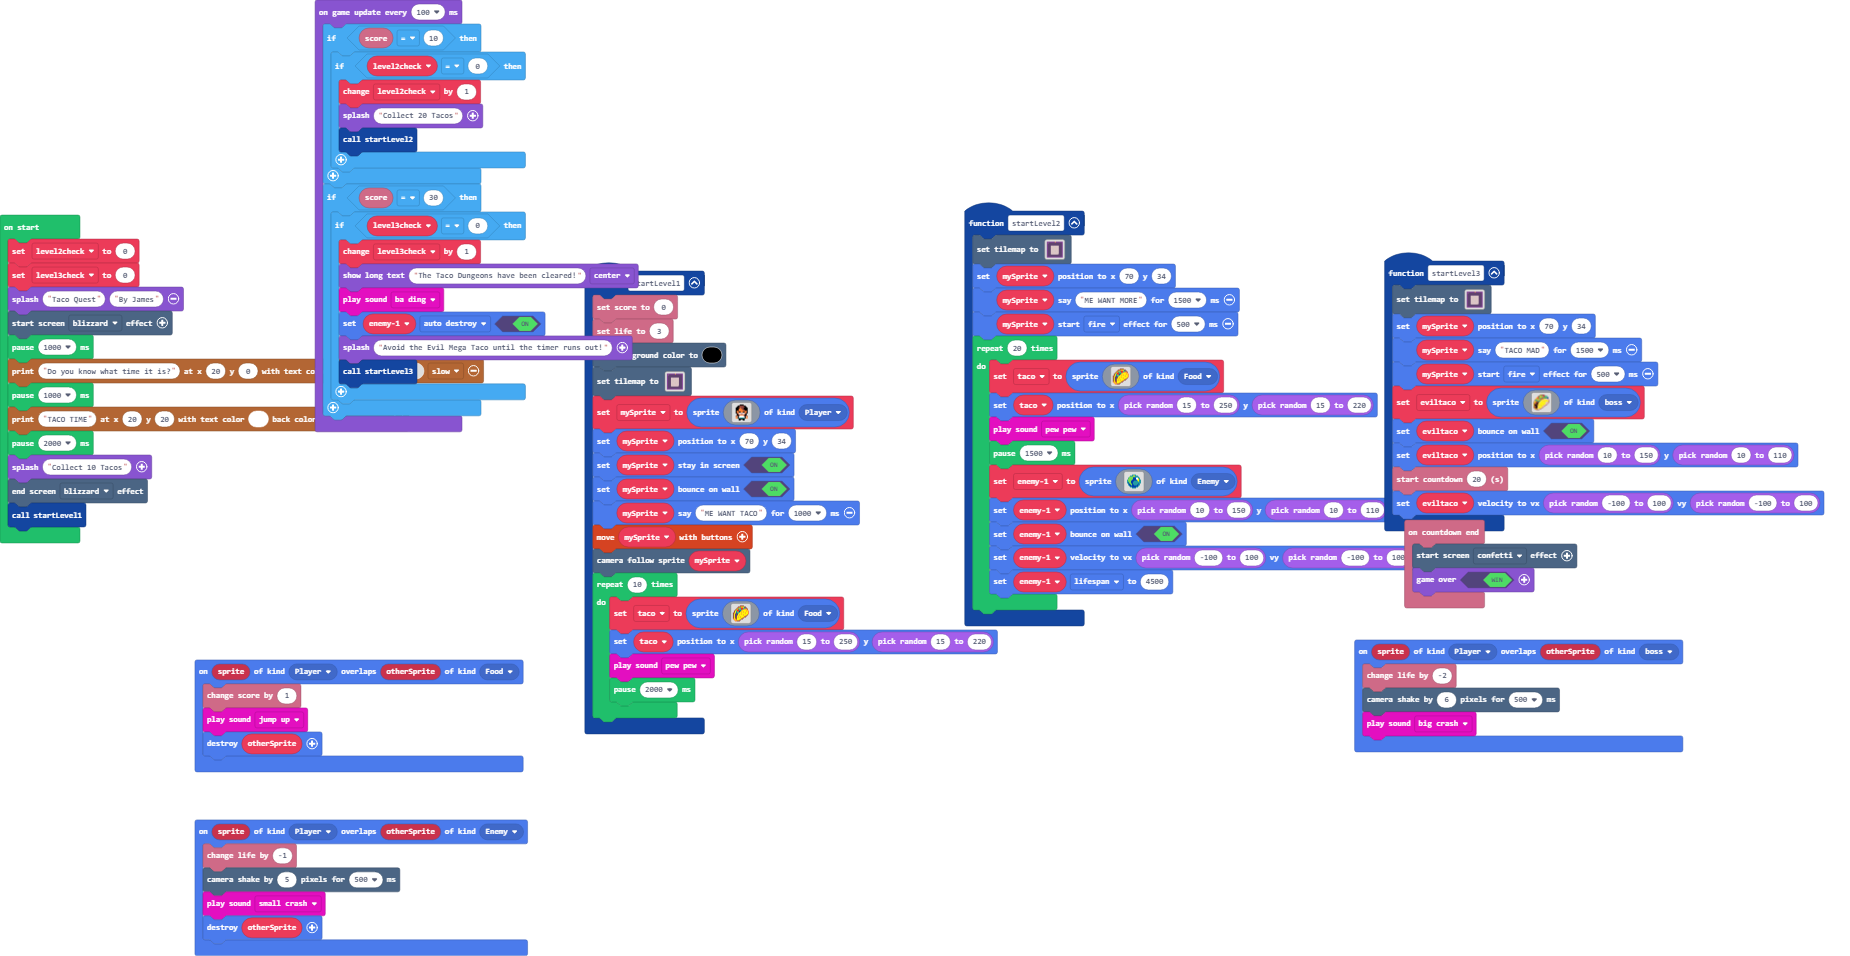 on start
set level2check to 0
set level3check to 0
splash "Taco Quest" "By James"
start screen blizzard effect
pause 1000 ms
print "Do you know what time it is?" at x 20 y 0 with text co
pause 1000 ms
print "TACO TIME" at x 20 y 20 with text color back color
pause 2000 ms
splash "Collect 10 Tacos"
end screen blizzard effect
call startLevel1
on game update every 100 ms
if score = 10 then
if level2check = 0 then
change level2check by 1
splash "Collect 20 Tacos"
call startLevel2
if score = 30 then
if level3check = 0 then
change level3check by 1
show long text "The Taco Dungeons have been cleared!" center
play sound ba ding
set enemy-1 auto destroy ON
splash "Avoid the Evil Mega Taco until the timer runs out!"
call startLevel3
slow
tartLevel1
set score to 0
set life to 3
ground color to
set tilemap to
set mySprite to sprite of kind Player
set mySprite position to x 70 y 34
set mySprite stay in screen ON
set mySprite bounce on wall ON
mySprite say "ME WANT TACO" for 1000 ms
move mySprite with buttons
camera follow sprite mySprite
repeat 10 times
do
set taco to sprite of kind Food
set taco position to x pick random 15 to 250 y pick random 15 to 220
play sound pew pew
pause 2000 ms
function startLevel2
set tilemap to
set mySprite position to x 70 y 34
mySprite say "ME WANT MORE" for 1500 ms
mySprite start fire effect for 500 ms
repeat 20 times
do
set taco to sprite of kind Food
set taco position to x pick random 15 to 250 y pick random 15 to 220
play sound pew pew
pause 1500 ms
set enemy-1 to sprite of kind Enemy
set enemy-1 position to x pick random 10 to 150 y pick random 10 to 110
set enemy-1 bounce on wall ON
set enemy-1 velocity to vx pick random -100 to 100 vy pick random -100 to 100
set enemy-1 lifespan to 4500
function startLevel3
set tilemap to
set mySprite position to x 70 y 34
mySprite say "TACO MAD" for 1500 ms
mySprite start fire effect for 500 ms
set eviltaco to sprite of kind boss
set eviltaco bounce on wall ON
set eviltaco position to x pick random 10 to 150 y pick random 10 to 110
start countdown 20 (s)
set eviltaco velocity to vx pick random -100 to 100 vy pick random -100 to 100
on countdown end
start screen confetti effect
game over WIN
on sprite of kind Player overlaps otherSprite of kind Food
change score by 1
play sound jump up
destroy otherSprite
on sprite of kind Player overlaps otherSprite of kind Enemy
change life by -1
camera shake by 5 pixels for 500 ms
play sound small crash
destroy otherSprite
on sprite of kind Player overlaps otherSprite of kind boss
change life by -2
camera shake by 6 pixels for 500 ms
play sound big crash